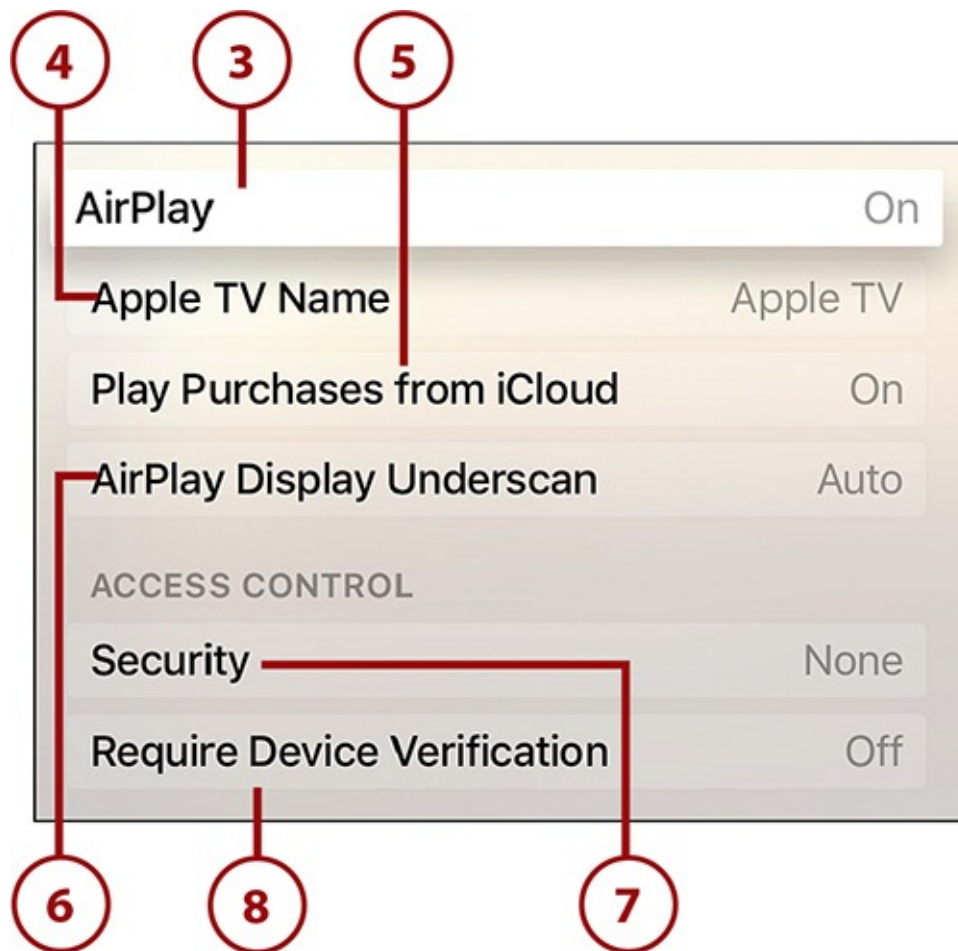 4 3 5
AirPlay On
Apple TV Name Apple TV
Play Purchases from iCloud On
AirPlay Display Underscan Auto
ACCESS CONTROL
Security None
Require Device Verification Off
6 8 7